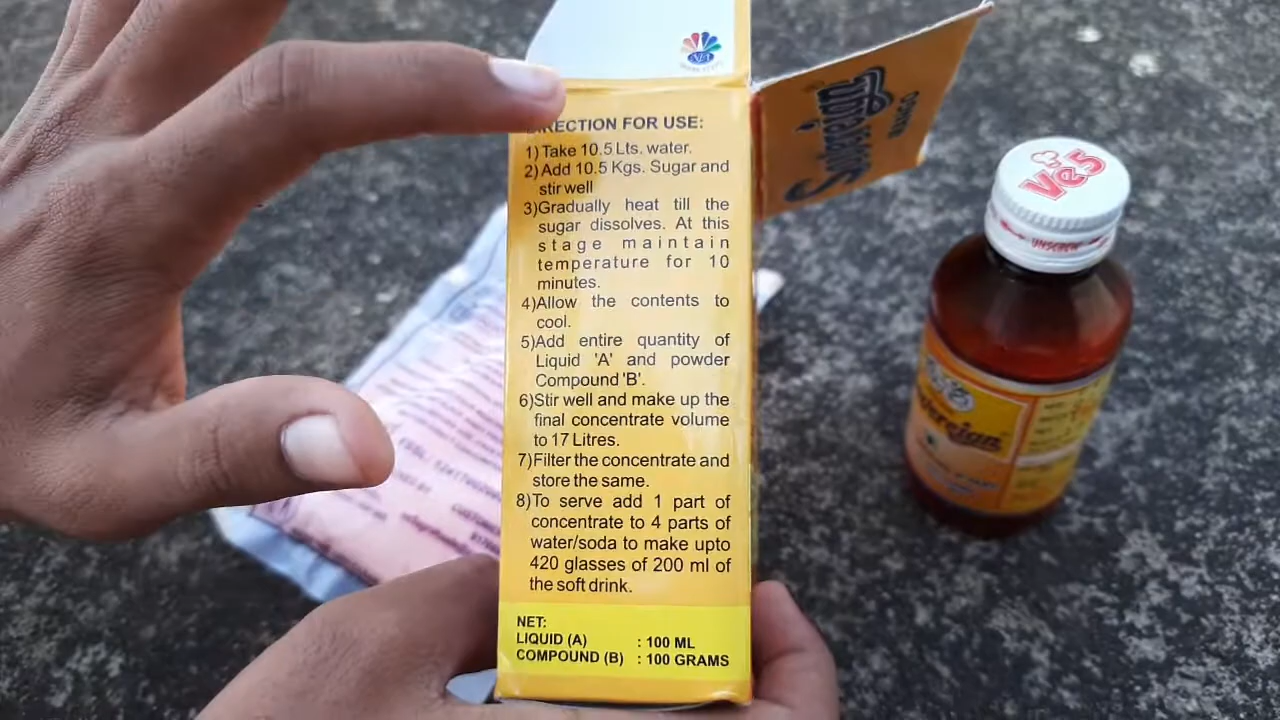 RECTION FOR USE:
1) Take 10.5 Lts. water.
2) Add 10.5 Kgs. Sugar and
stir well
3)Gradually heat till the
sugar dissolves. At this
stage maintain
temperature for 10
minutes.
4)Allow the contents to
cool.
5)Add entire quantity of
Liquid 'A' and powder
Compound 'B'.
6)Stir well and make up the
final concentrate volume
to 17 Litres.
7)Filter the concentrate and
store the same.
8)To serve add 1 part of
concentrate to 4 parts of
water/soda to make upto
420 glasses of 200 ml of
the soft drink.
NET:
LIQUID (A) : 100 ML
COMPOUND (B) : 100 GRAMS
Sovereign
MANGO
Yes
UNSCREW